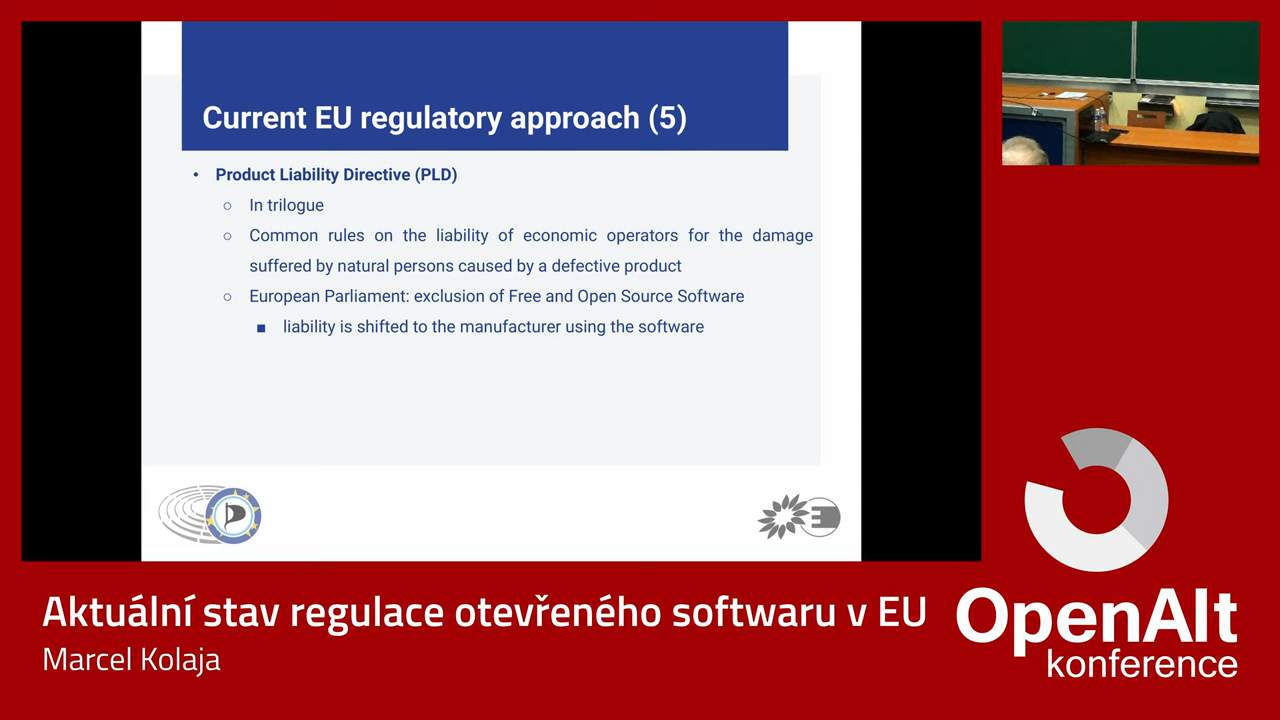 Current EU regulatory approach (5)
• Product Liability Directive (PLD)
○ In trilogue
○ Common rules on the liability of economic operators for the damage
suffered by natural persons caused by a defective product
○ European Parliament: exclusion of Free and Open Source Software
■ liability is shifted to the manufacturer using the software
Aktuální stav regulace otevřeného softwaru v EU
Marcel Kolaja
OpenAlt
konference